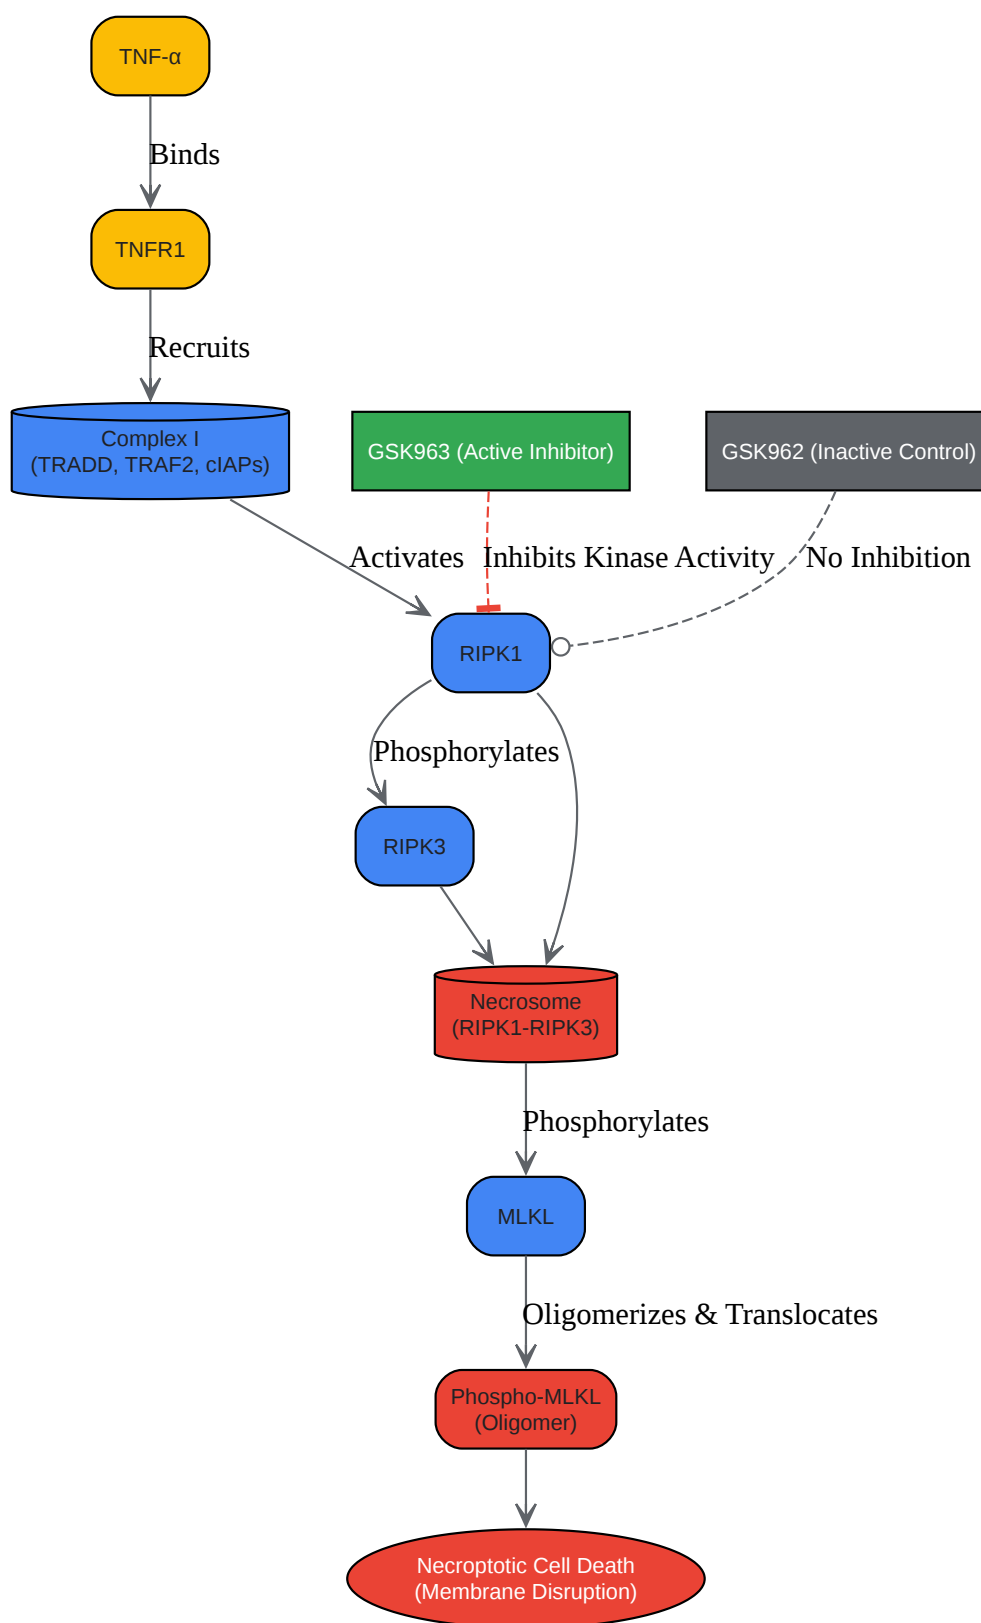 TNF-α
Binds
TNFR1
Recruits
Complex I
(TRADD, TRAF2, cIAPs)
GSK963 (Active Inhibitor)
GSK962 (Inactive Control)
Activates
Inhibits Kinase Activity
No Inhibition
RIPK1
Phosphorylates
RIPK3
Necrosome
(RIPK1-RIPK3)
Phosphorylates
MLKL
Oligomerizes & Translocates
Phospho-MLKL
(Oligomer)
Necroptotic Cell Death
(Membrane Disruption)